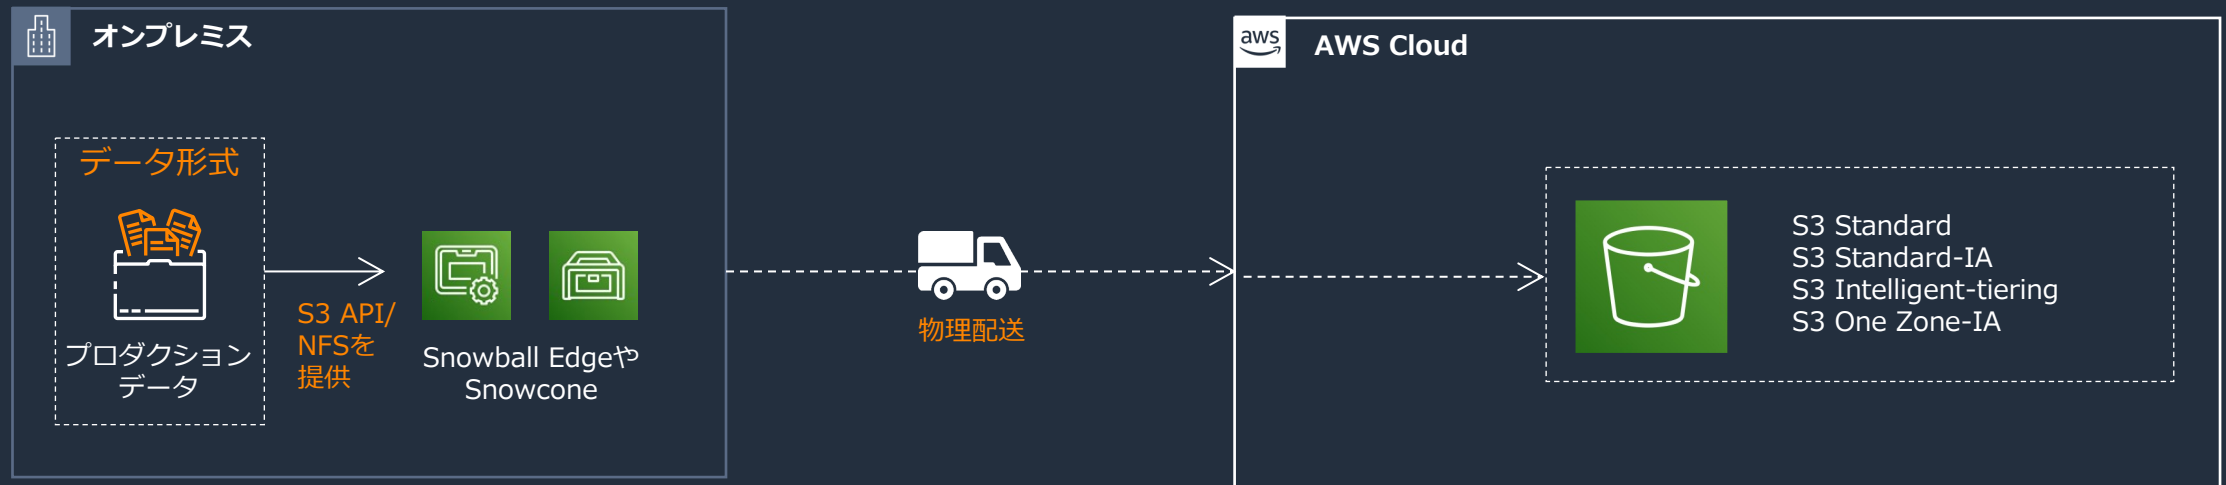 オンプレミス
データ形式
プロダクション
データ
S3 API/
NFSを
提供
Snowball Edgeや
Snowcone
物理配送
aws
AWS Cloud
S3 Standard
S3 Standard-IA
S3 Intelligent-tiering
S3 One Zone-IA